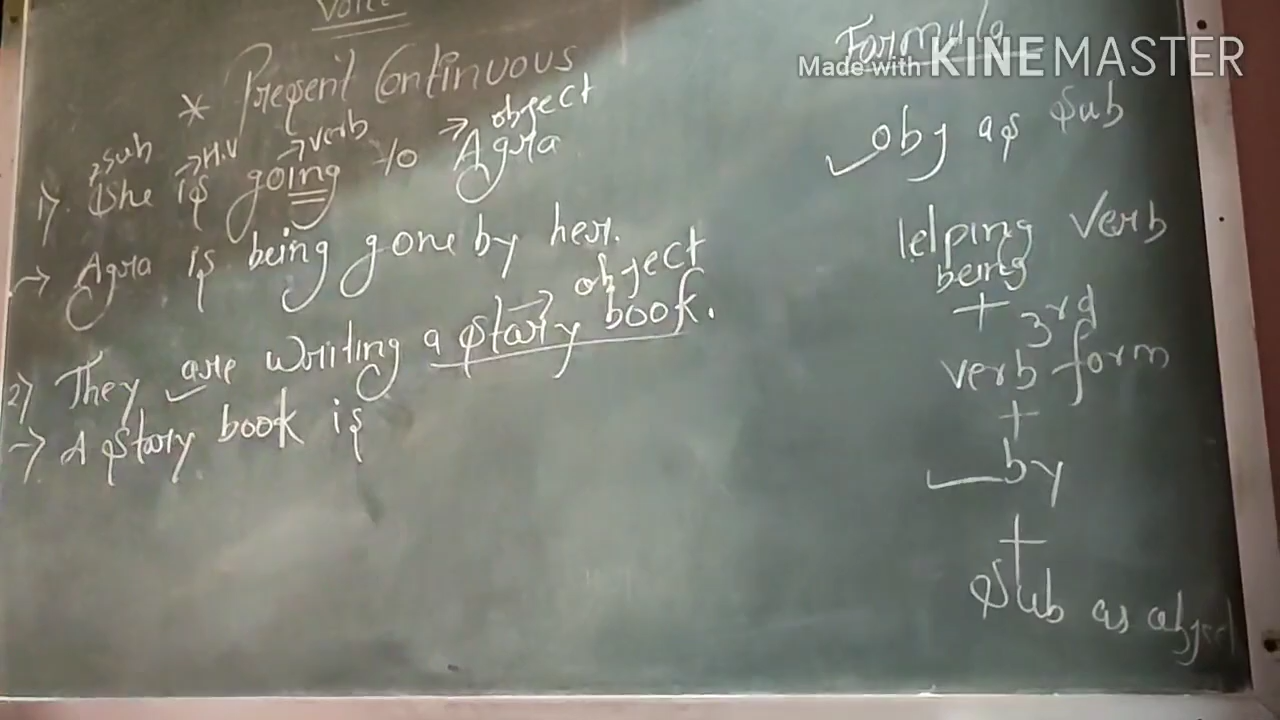 Voice
* Present Continuous
Formula
Made with KINEMASTER
sub H.V verb object
1) She is going to Agra
→ Agra is being gone by her.
object
2) They are writing a story book.
→ A story book is
obj as sub
helping verb
being
+ 3rd
verb form
+
by
+
Sub as object